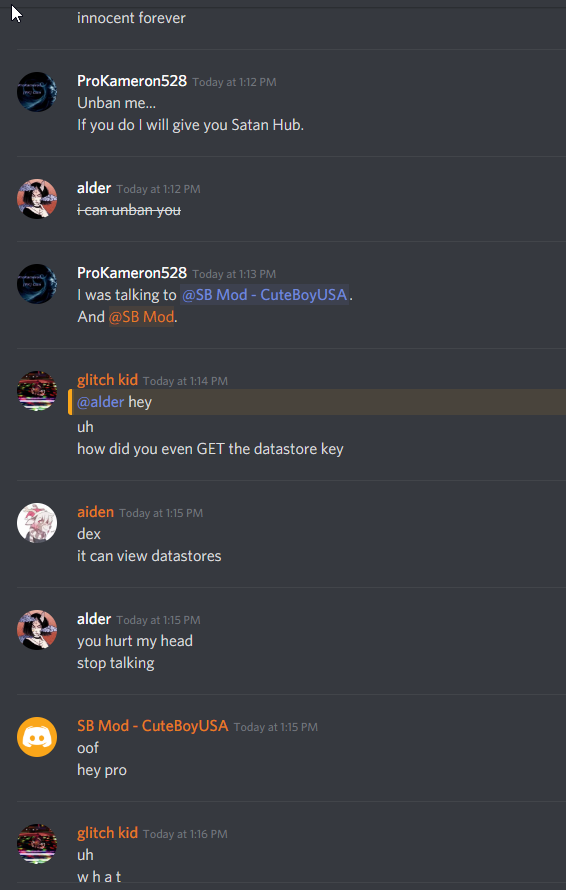 innocent forever
ProKameron528 Today at 1:12 PM
Unban me...
If you do I will give you Satan Hub.
alder Today at 1:12 PM
i can unban you
ProKameron528 Today at 1:13 PM
I was talking to @SB Mod - CuteBoyUSA.
And @SB Mod.
glitch kid Today at 1:14 PM
@alder hey
uh
how did you even GET the datastore key
aiden Today at 1:15 PM
dex
it can view datastores
alder Today at 1:15 PM
you hurt my head
stop talking
SB Mod - CuteBoyUSA Today at 1:15 PM
oof
hey pro
glitch kid Today at 1:16 PM
uh
w h a t